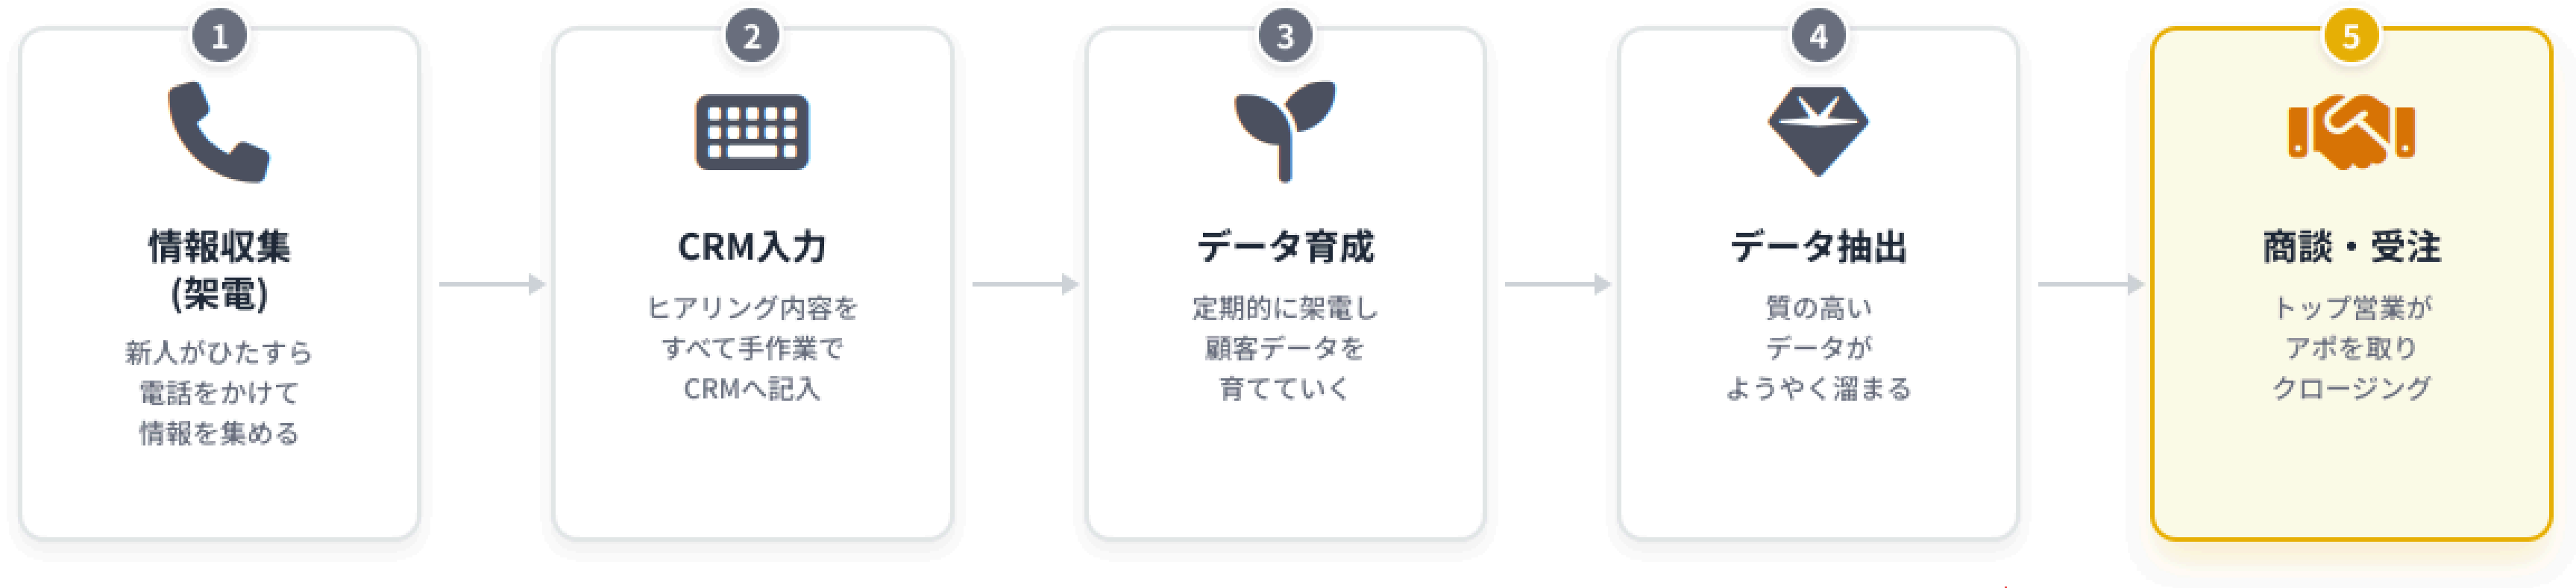 1
情報収集
(架電)
新人がひたすら
電話をかけて
情報を集める
2
CRM入力
ヒアリング内容を
すべて手作業で
CRMへ記入
3
データ育成
定期的に架電し
顧客データを
育てていく
4
データ抽出
質の高い
データが
ようやく溜まる
5
商談・受注
トップ営業が
アポを取り
クロージング